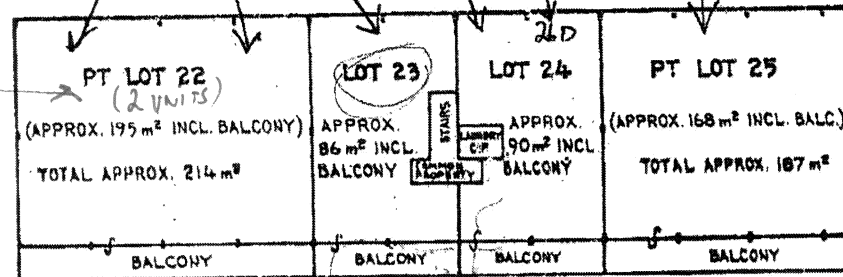 26D
PT LOT 22
(2 UNITS)
(APPROX. 195 m² INCL. BALCONY)
TOTAL APPROX. 214 m²
LOT 23
APPROX.
86 m² INCL.
BALCONY
STAIRS
COMMON
PROPERTY
LAUNDRY
C.P.
LOT 24
APPROX.
90 m² INCL.
BALCONY
PT LOT 25
(APPROX. 168 m² INCL. BALC.)
TOTAL APPROX. 187 m²
BALCONY
BALCONY
BALCONY
BALCONY